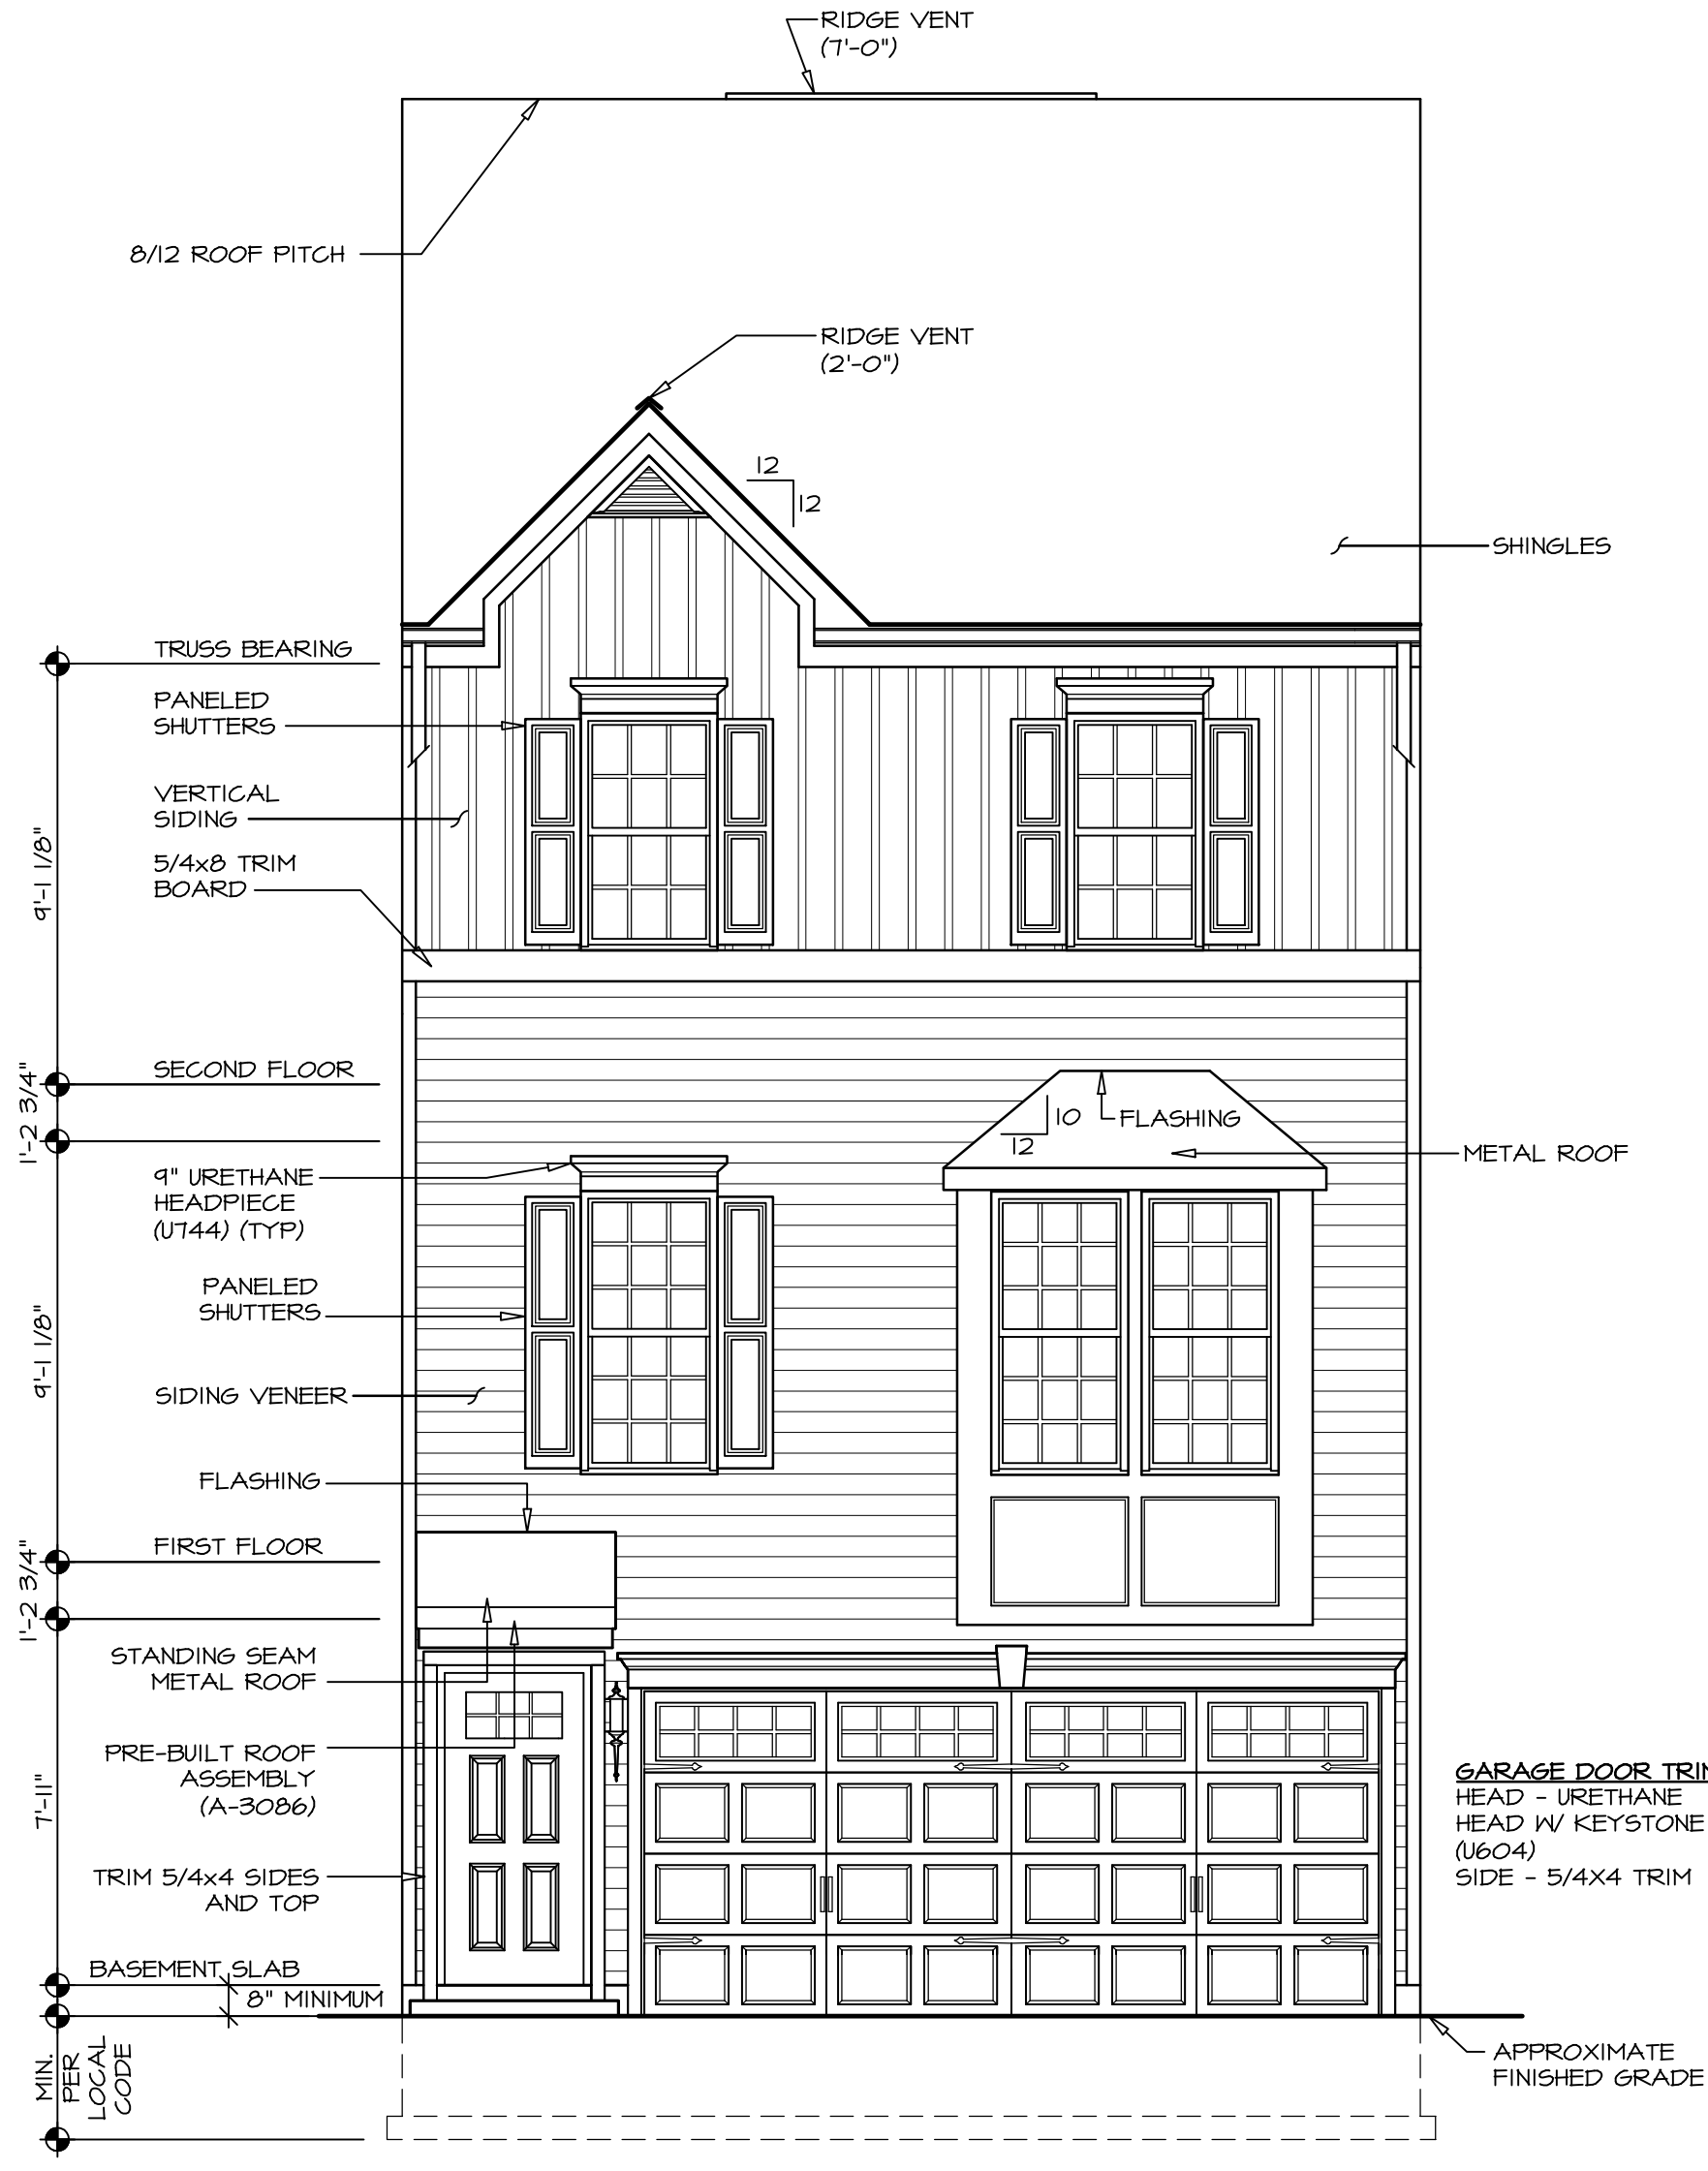 RIDGE VENT
(7'-0")
8/12 ROOF PITCH
RIDGE VENT
(2'-0")
12
12
SHINGLES
TRUSS BEARING
PANELED
SHUTTERS
VERTICAL
SIDING
5/4x8 TRIM
BOARD
9'-1 1/8"
SECOND FLOOR
1'-2 3/4"
10
12
FLASHING
METAL ROOF
9" URETHANE
HEADPIECE
(U744) (TYP)
PANELED
SHUTTERS
9'-1 1/8"
SIDING VENEER
FLASHING
FIRST FLOOR
1'-2 3/4"
STANDING SEAM
METAL ROOF
PRE-BUILT ROOF
ASSEMBLY
(A-3086)
7'-11"
TRIM 5/4x4 SIDES
AND TOP
GARAGE DOOR TRIM
HEAD - URETHANE
HEAD W/ KEYSTONE
(U604)
SIDE - 5/4X4 TRIM
BASEMENT SLAB
8" MINIMUM
MIN.
PER
LOCAL
CODE
APPROXIMATE
FINISHED GRADE